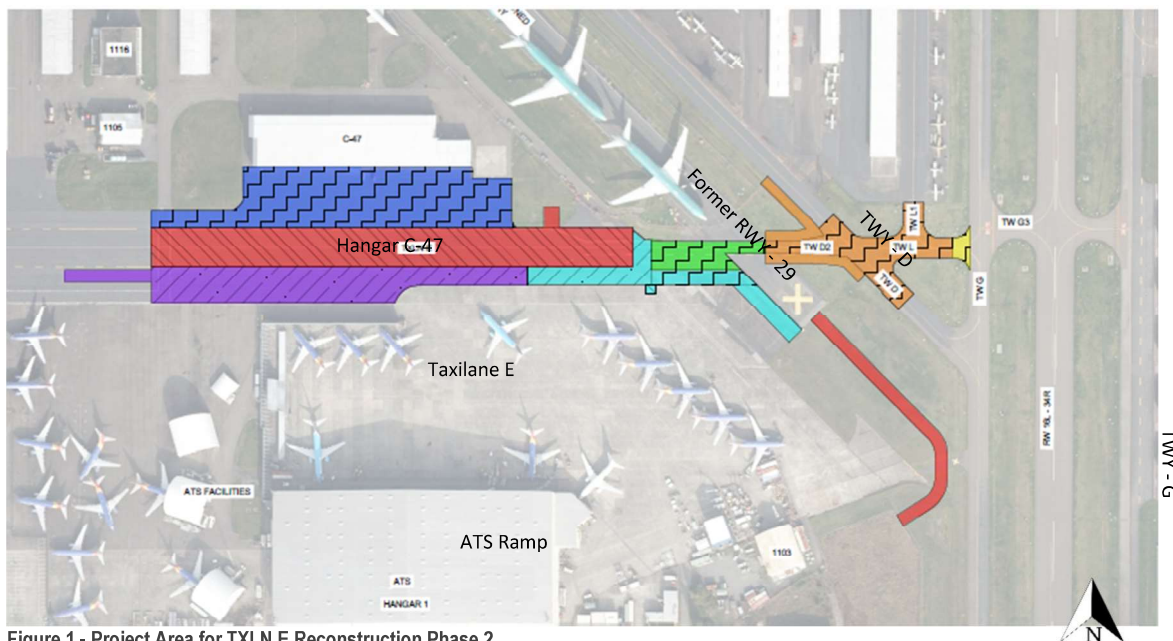 1116
1105
C-47
Former RWY - 29
TWY - D
TW L1
TW G3
Hangar C-47
TW D2
TW L
TW D
TW G
Taxilane E
RW 16L - 34R
TWY - G
ATS FACILITIES
ATS Ramp
1103
ATS
HANGAR 1
N
Figure 1 - Project Area for TXLN E Reconstruction Phase 2